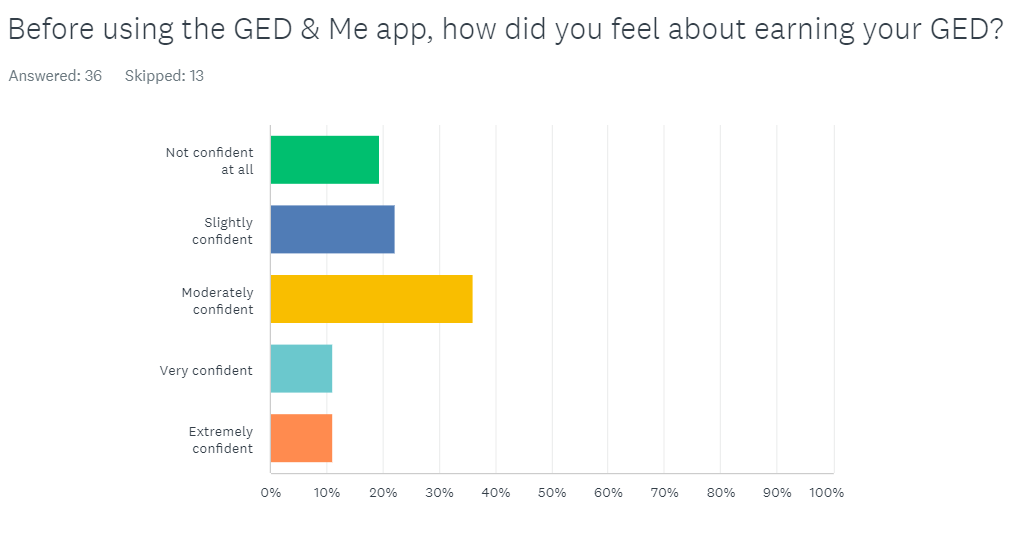 Before using the GED & Me app, how did you feel about earning your GED?
Answered: 36 Skipped: 13
Not confident
at all
Slightly
confident
Moderately
confident
Very confident
Extremely
confident
0% 10% 20% 30% 40% 50% 60% 70% 80% 90% 100%